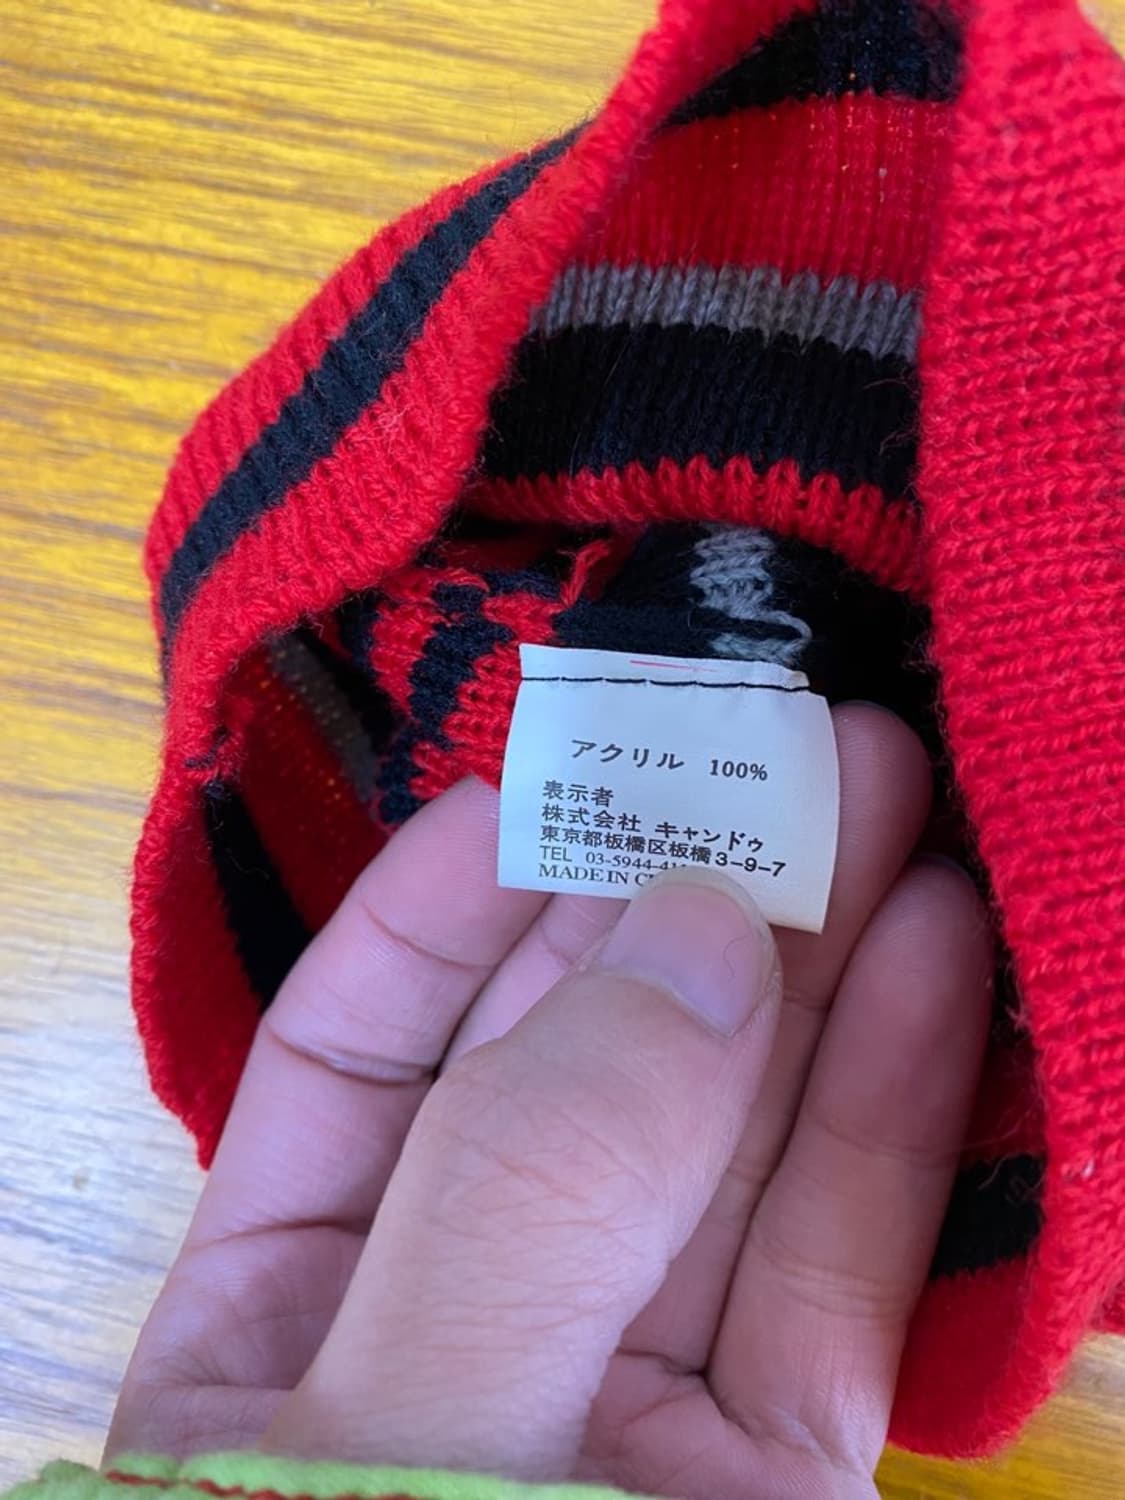 アクリル 100%
表示者
株式会社 キャンドゥ
東京都板橋区板橋3-9-7
TEL 03-5944-41
MADE IN